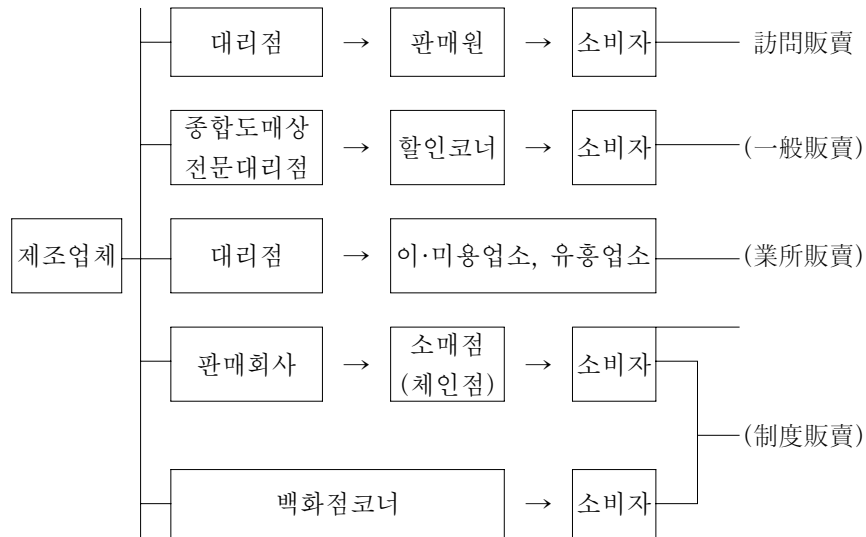 대리점 → 판매원 → 소비자 訪問販賣
종합도매상
전문대리점 → 할인코너 → 소비자 (一般販賣)
제조업체 대리점 → 이·미용업소, 유흥업소 (業所販賣)
판매회사 → 소매점
(체인점) → 소비자
(制度販賣)
백화점코너 → 소비자